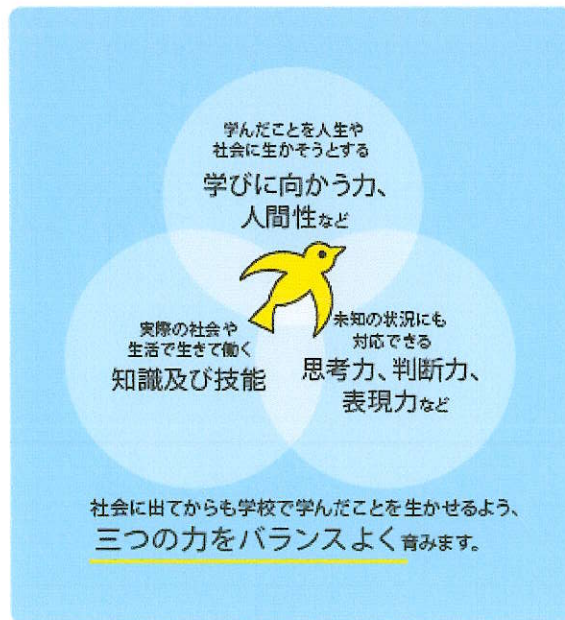 学んだことを人生や
社会に生かそうとする
学びに向かう力、
人間性など
実際の社会や
生活で生きて働く
知識及び技能
未知の状況にも
対応できる
思考力、判断力、
表現力など
社会に出てからも学校で学んだことを生かせるよう、
三つの力をバランスよく育みます。